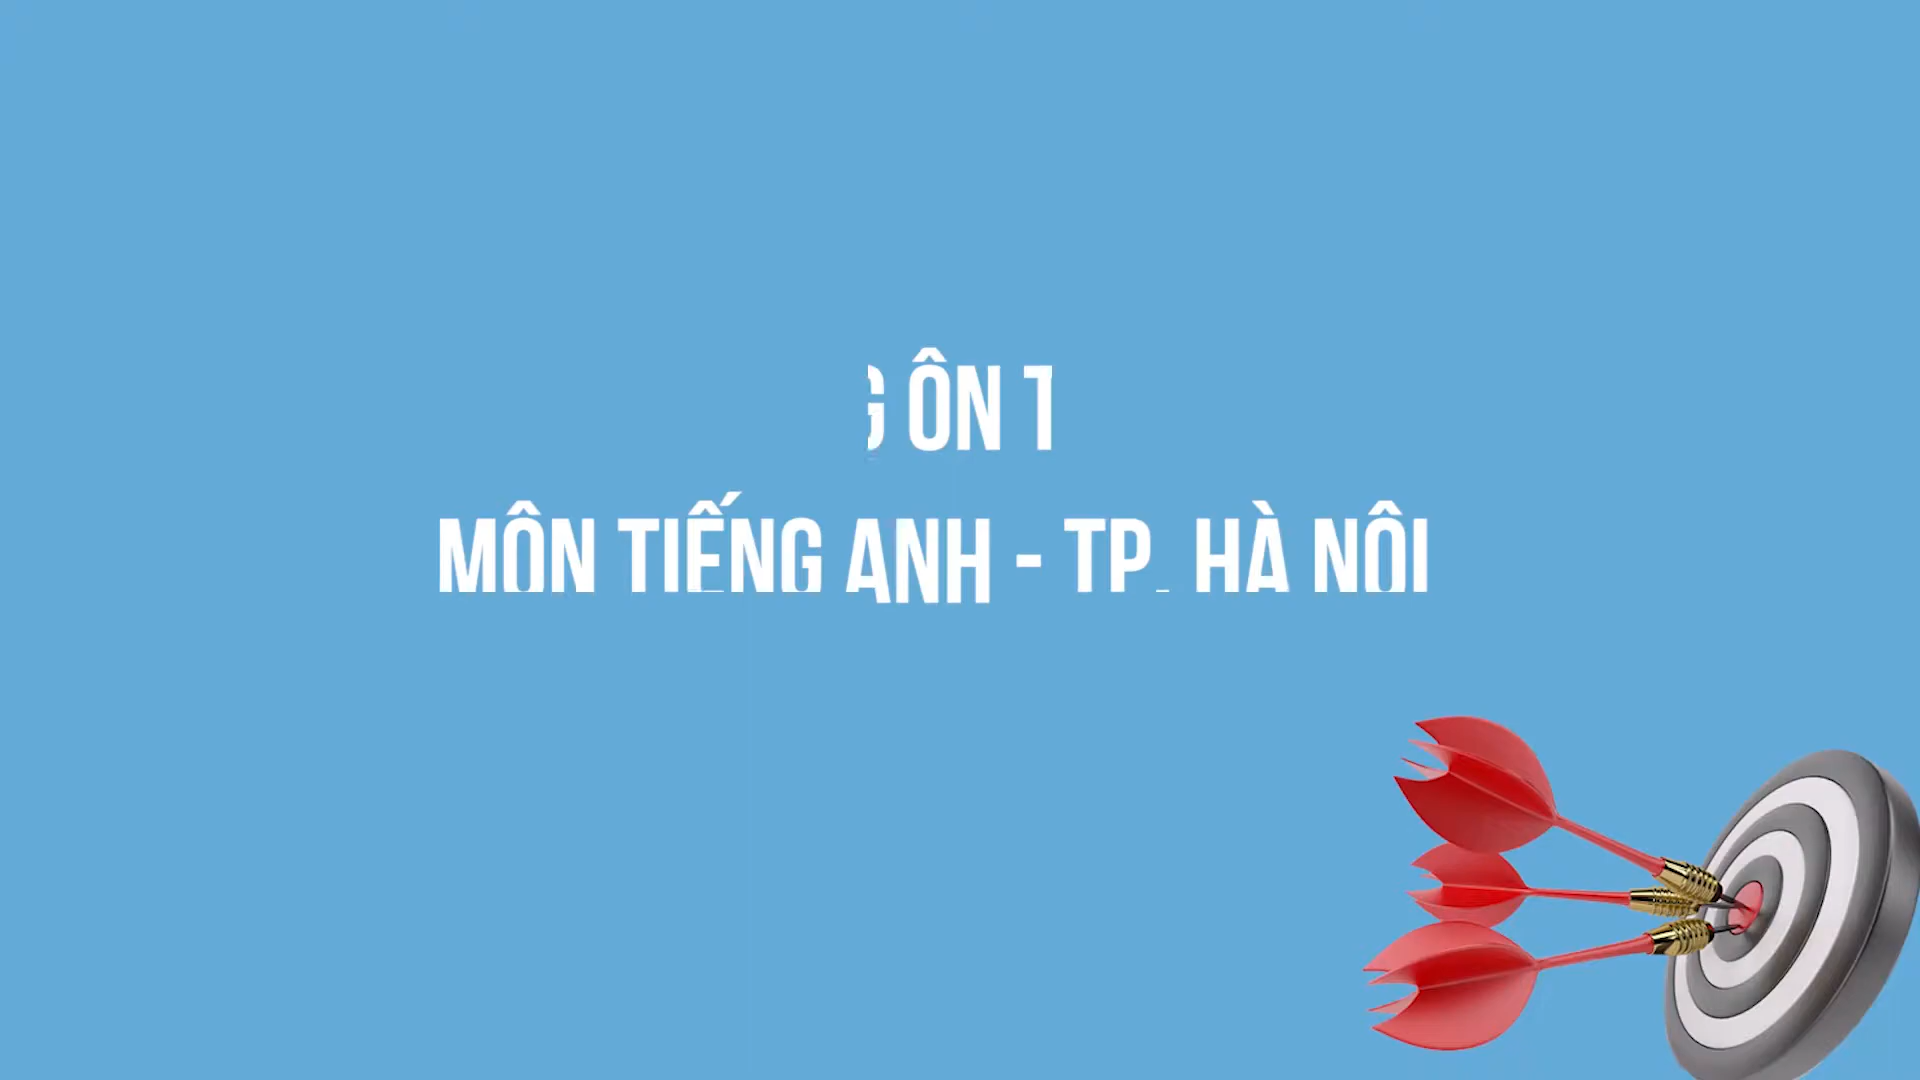 ÔN
MÔN TIẾNG ANH - TP. HÀ NỘI